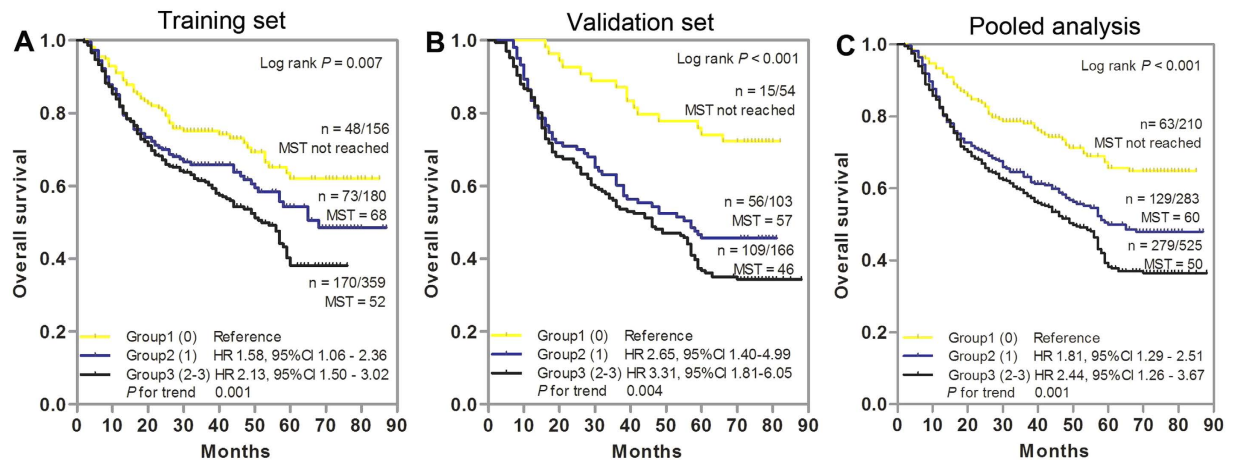 Training set
A
Log rank P = 0.007
n = 48/156
MST not reached
n = 73/180
MST = 68
n = 170/359
MST = 52
Group1 (0) Reference
Group2 (1) HR 1.58, 95%CI 1.06 - 2.36
Group3 (2-3) HR 2.13, 95%CI 1.50 - 3.02
P for trend 0.001
Overall survival
1.0
0.8
0.6
0.4
0.2
0.0
0 10 20 30 40 50 60 70 80 90
Months
Validation set
B
Log rank P < 0.001
n = 15/54
MST not reached
n = 56/103
MST = 57
n = 109/166
MST = 46
Group1 (0) Reference
Group2 (1) HR 2.65, 95%CI 1.40-4.99
Group3 (2-3) HR 3.31, 95%CI 1.81-6.05
P for trend 0.004
Overall survival
1.0
0.8
0.6
0.4
0.2
0.0
0 10 20 30 40 50 60 70 80 90
Months
Pooled analysis
C
Log rank P < 0.001
n= 63/210
MST not reached
n = 129/283
MST = 60
n = 279/525
MST = 50
Group1 (0) Reference
Group2 (1) HR 1.81, 95%CI 1.29 - 2.51
Group3 (2-3) HR 2.44, 95%CI 1.26 - 3.67
P for trend 0.001
Overall survival
1.0
0.8
0.6
0.4
0.2
0.0
0 10 20 30 40 50 60 70 80 90
Months